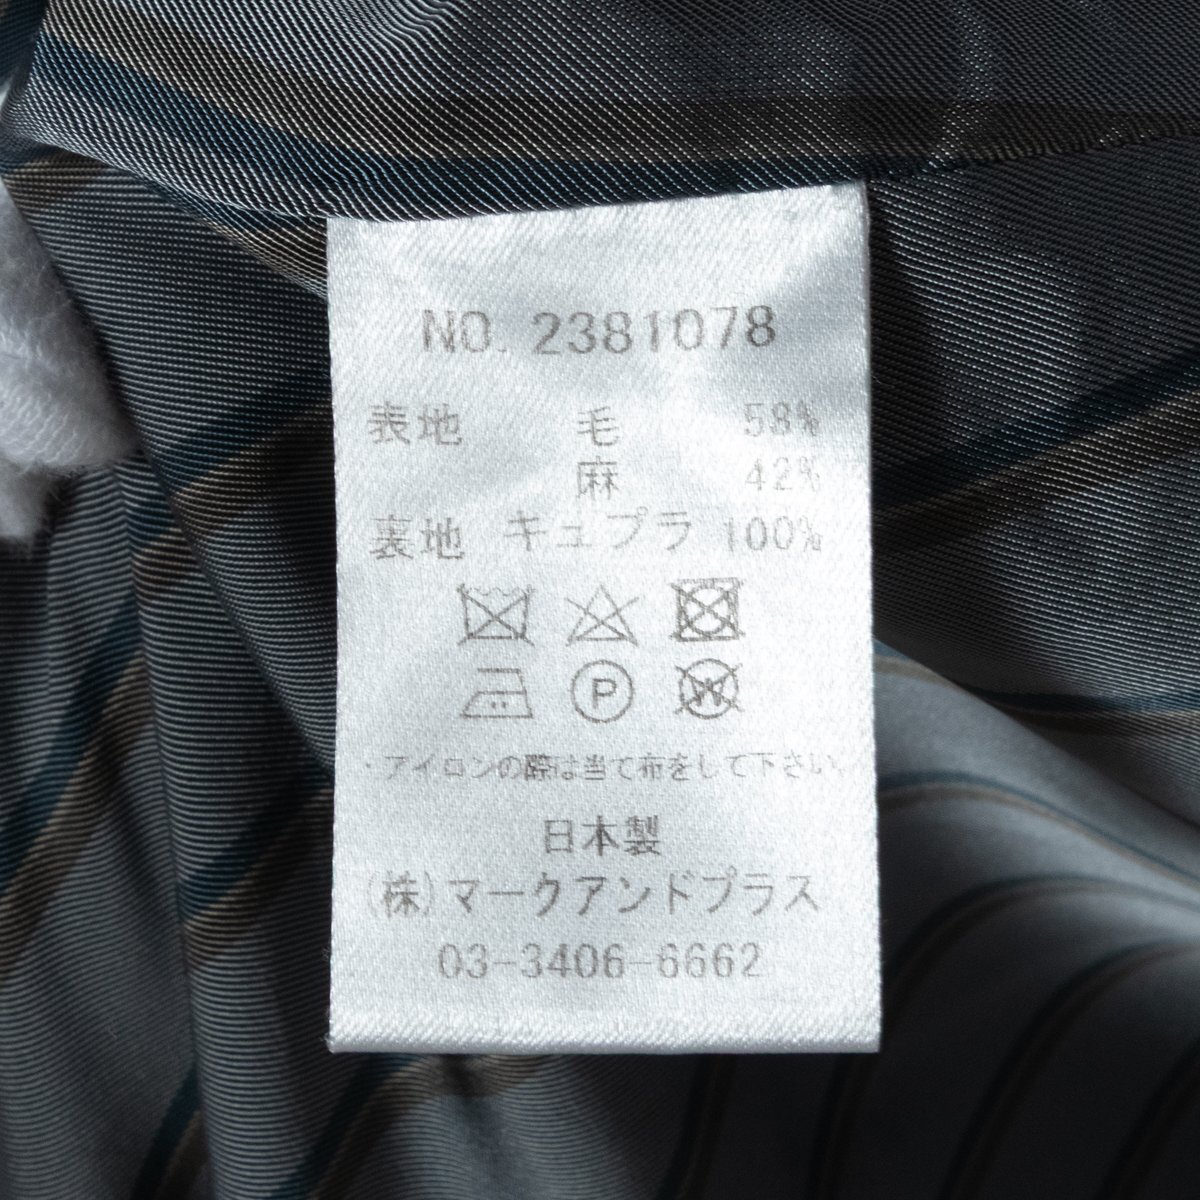 NO. 2381078
表地 毛 58%
麻 42%
裏地 キュプラ 100%
P W
・アイロンの際は当て布をして下さい。
日本製
(株)マークアンドプラス
03-3406-6662